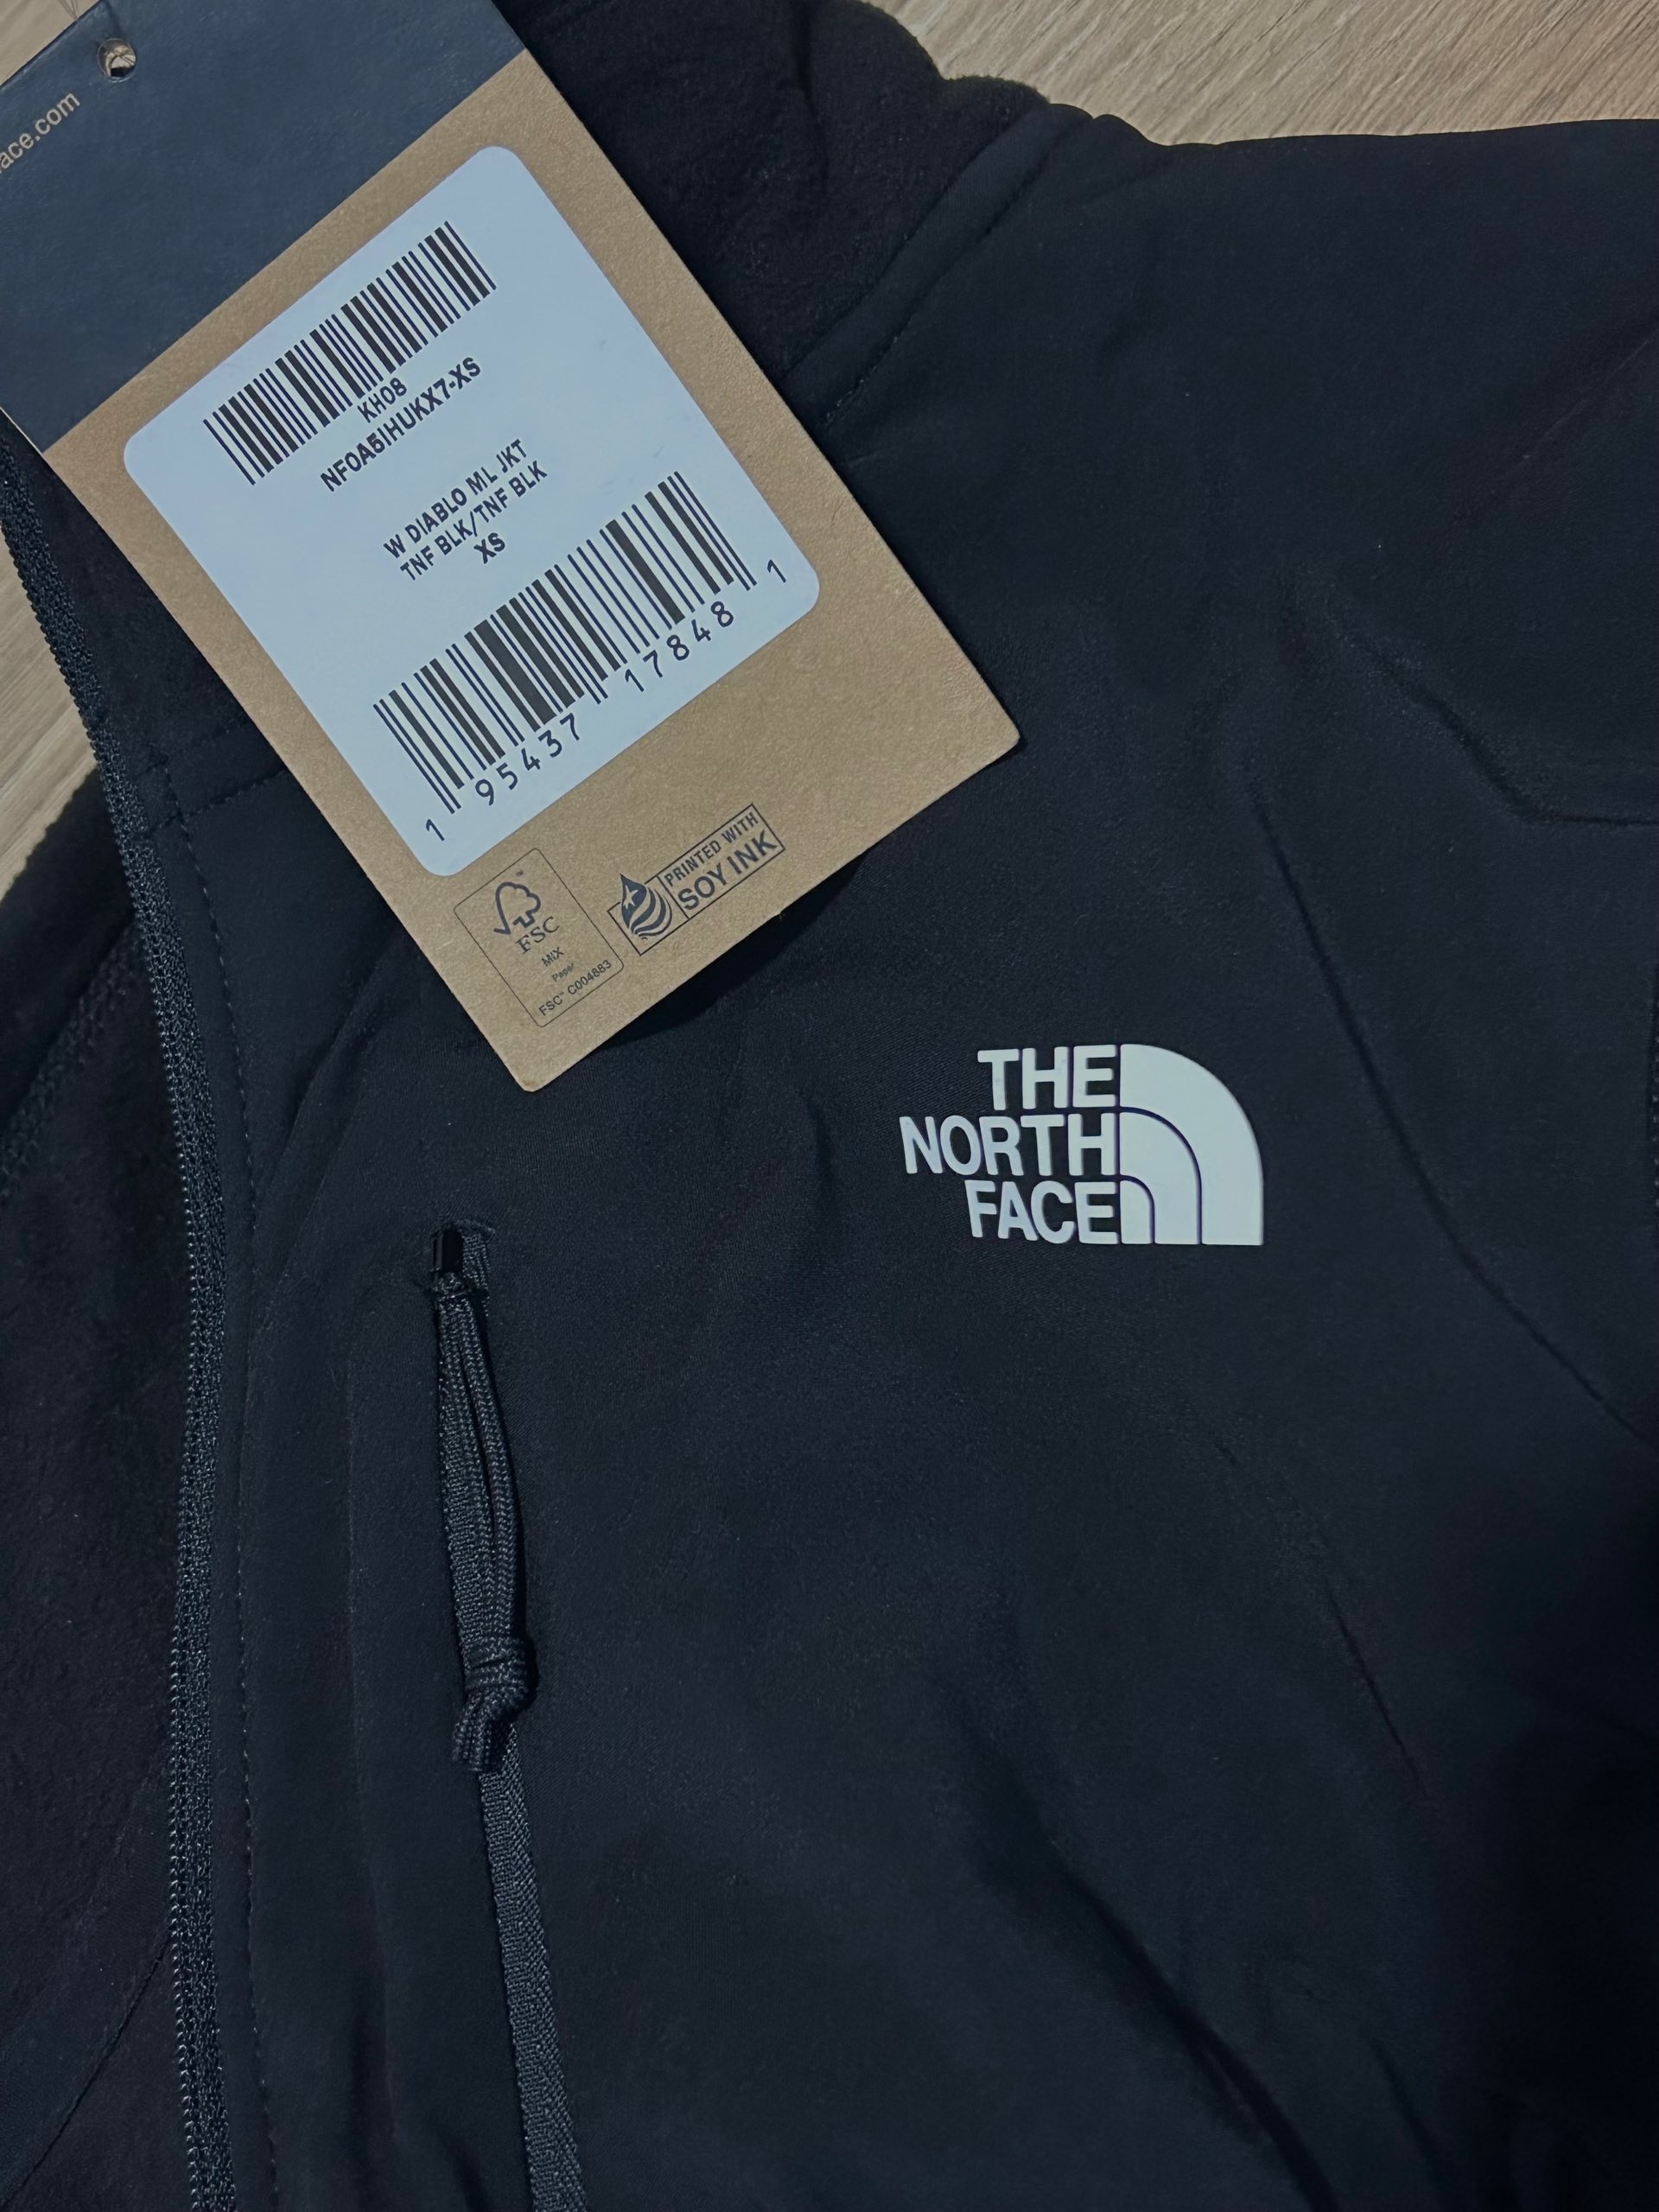 ace.com
KH08
NF0A5IHUKX7-XS
W DIABLO ML JKT
TNF BLK/TNF BLK
XS
1 95437 17848 1
FSC
MIX
Paper
FSC™ C004883
PRINTED WITH
SOY INK
THE
NORTH
FACE